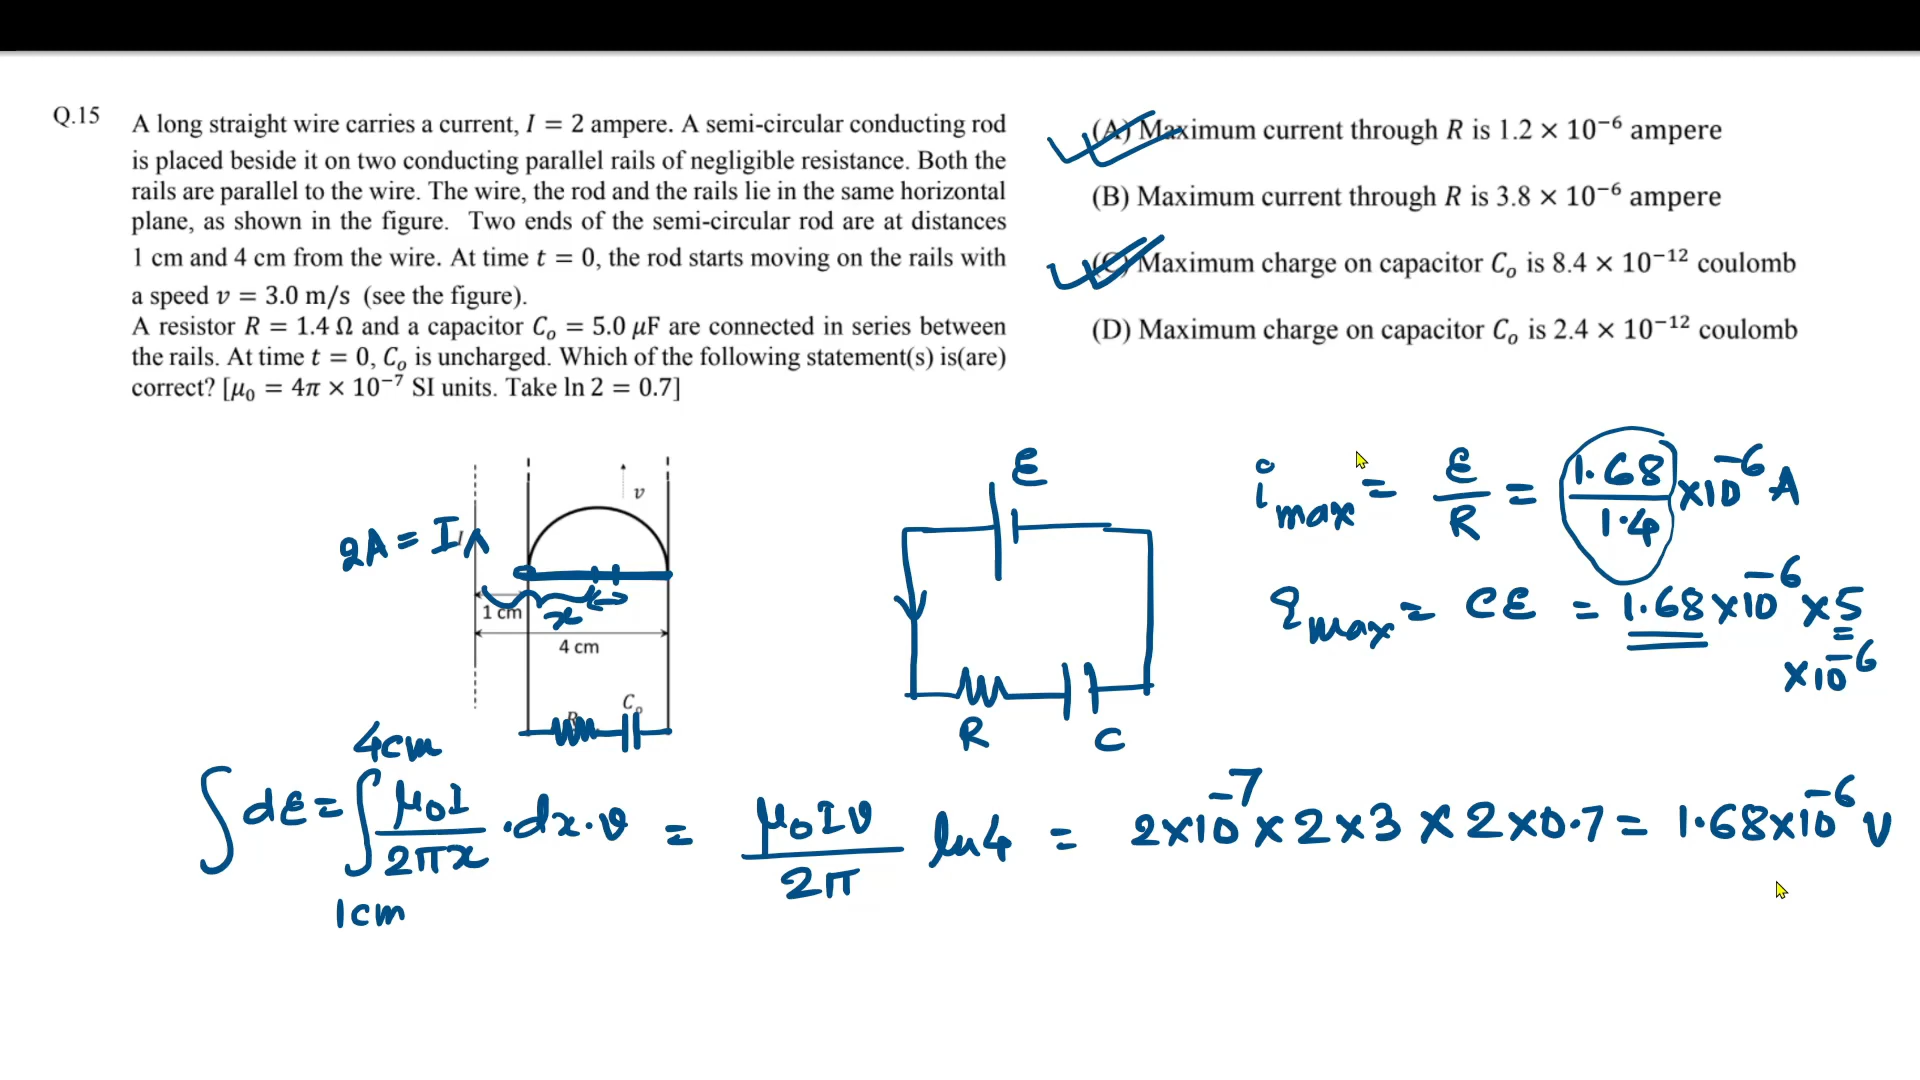 Q.15 A long straight wire carries a current, I = 2 ampere. A semi-circular conducting rod
is placed beside it on two conducting parallel rails of negligible resistance. Both the
rails are parallel to the wire. The wire, the rod and the rails lie in the same horizontal
plane, as shown in the figure. Two ends of the semi-circular rod are at distances
1 cm and 4 cm from the wire. At time t = 0, the rod starts moving on the rails with
a speed v = 3.0 m/s (see the figure).
A resistor R = 1.4 Ω and a capacitor Cₒ = 5.0 μF are connected in series between
the rails. At time t = 0, Cₒ is uncharged. Which of the following statement(s) is(are)
correct? [μ₀ = 4π × 10⁻⁷ SI units. Take ln 2 = 0.7]
(A) Maximum current through R is 1.2 × 10⁻⁶ ampere
(B) Maximum current through R is 3.8 × 10⁻⁶ ampere
(C) Maximum charge on capacitor Cₒ is 8.4 × 10⁻¹² coulomb
(D) Maximum charge on capacitor Cₒ is 2.4 × 10⁻¹² coulomb
v
2A = I
1 cm
x
4 cm
Cₒ
R
ε
R
C
i max = ε/R = 1.68/1.4 ×10⁻⁶ A
q max = Cε = 1.68×10⁻⁶ ×5
×10⁻⁶
4cm
∫dε = ∫ μ₀I/2πx .dx.v = μ₀Iv/2π ln4 = 2×10⁻⁷×2×3×2×0.7 = 1.68×10⁻⁶ V
1cm